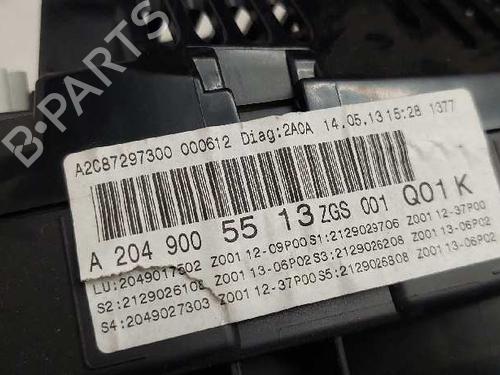 A2C87297300 000612 Diag:2A0A 14.05.13 15:28 1377
A 204 900 55 13 ZGS 001 Q01 K
LU:2049017502 Z001 12-09P00 S1:2129029706 Z001 12-37P00
S2:2129026108 Z001 13-06P02 S3:2129026208 Z001 13-06P02
S4:2049027303 Z001 12-37P00 S5:2129026808 Z001 13-06P02
B-PARTS